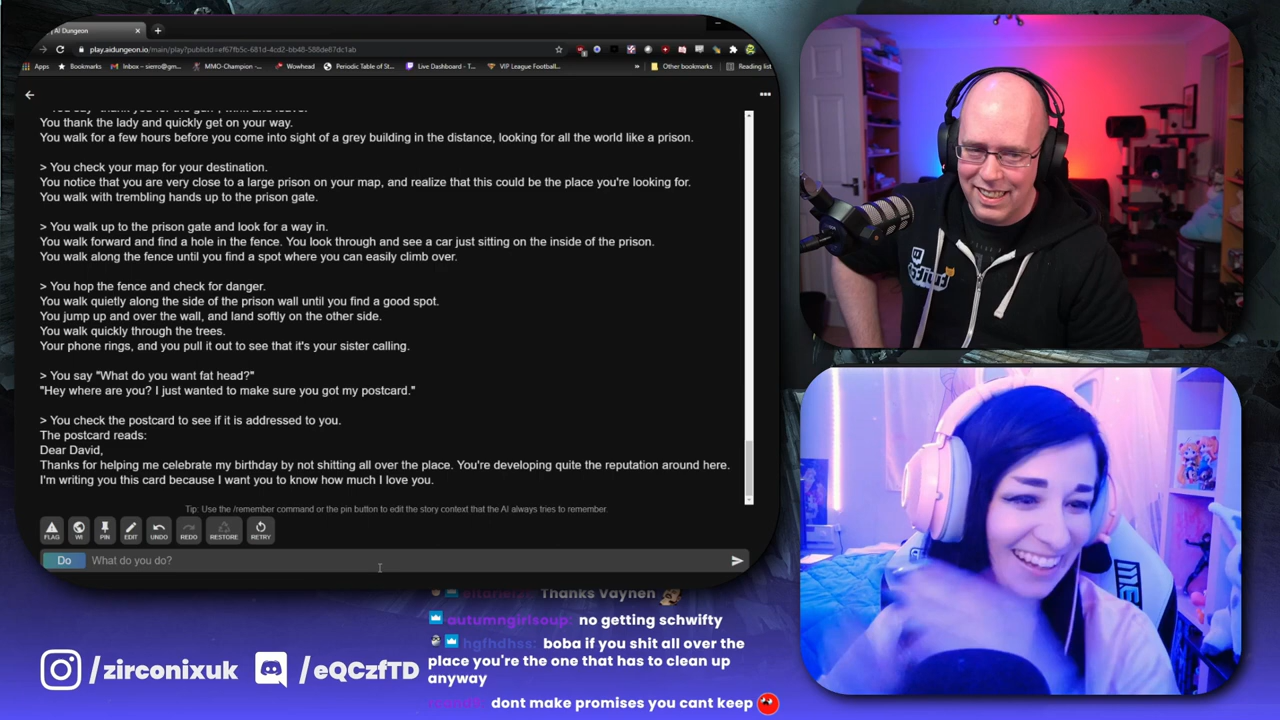 AI Dungeon
play.aidungeon.io/main/play?publicId=ef67fb5c-681d-4cd2-bb48-588de87dc1ab
Apps Bookmarks Inbox – sierro@gm... MMO-Champion -... Wowhead Periodic Table of St... Live Dashboard - T... VIP League Football... » Other bookmarks Reading list
You thank the lady and quickly get on your way.
You walk for a few hours before you come into sight of a grey building in the distance, looking for all the world like a prison.
> You check your map for your destination.
You notice that you are very close to a large prison on your map, and realize that this could be the place you're looking for.
You walk with trembling hands up to the prison gate.
> You walk up to the prison gate and look for a way in.
You walk forward and find a hole in the fence. You look through and see a car just sitting on the inside of the prison.
You walk along the fence until you find a spot where you can easily climb over.
> You hop the fence and check for danger.
You walk quietly along the side of the prison wall until you find a good spot.
You jump up and over the wall, and land softly on the other side.
You walk quickly through the trees.
Your phone rings, and you pull it out to see that it's your sister calling.
> You say "What do you want fat head?"
"Hey where are you? I just wanted to make sure you got my postcard."
> You check the postcard to see if it is addressed to you.
The postcard reads:
Dear David,
Thanks for helping me celebrate my birthday by not shitting all over the place. You're developing quite the reputation around here.
I'm writing you this card because I want you to know how much I love you.
Tip: Use the /remember command or the pin button to edit the story context that the AI always tries to remember.
FLAG WI PIN EDIT UNDO REDO RESTORE RETRY
Do What do you do?
Thanks Vaynen
autumngirlsoup: no getting schwifty
hgfhdhss: boba if you shit all over the
place you're the one that has to clean up
anyway
dont make promises you cant keep
/zirconixuk /eQCzfTD